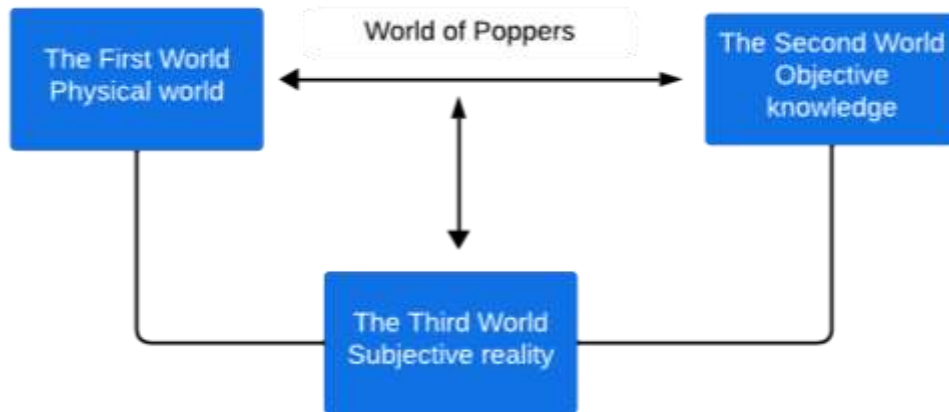 World of Poppers
The First World
Physical world
The Second World
Objective
knowledge
The Third World
Subjective reality